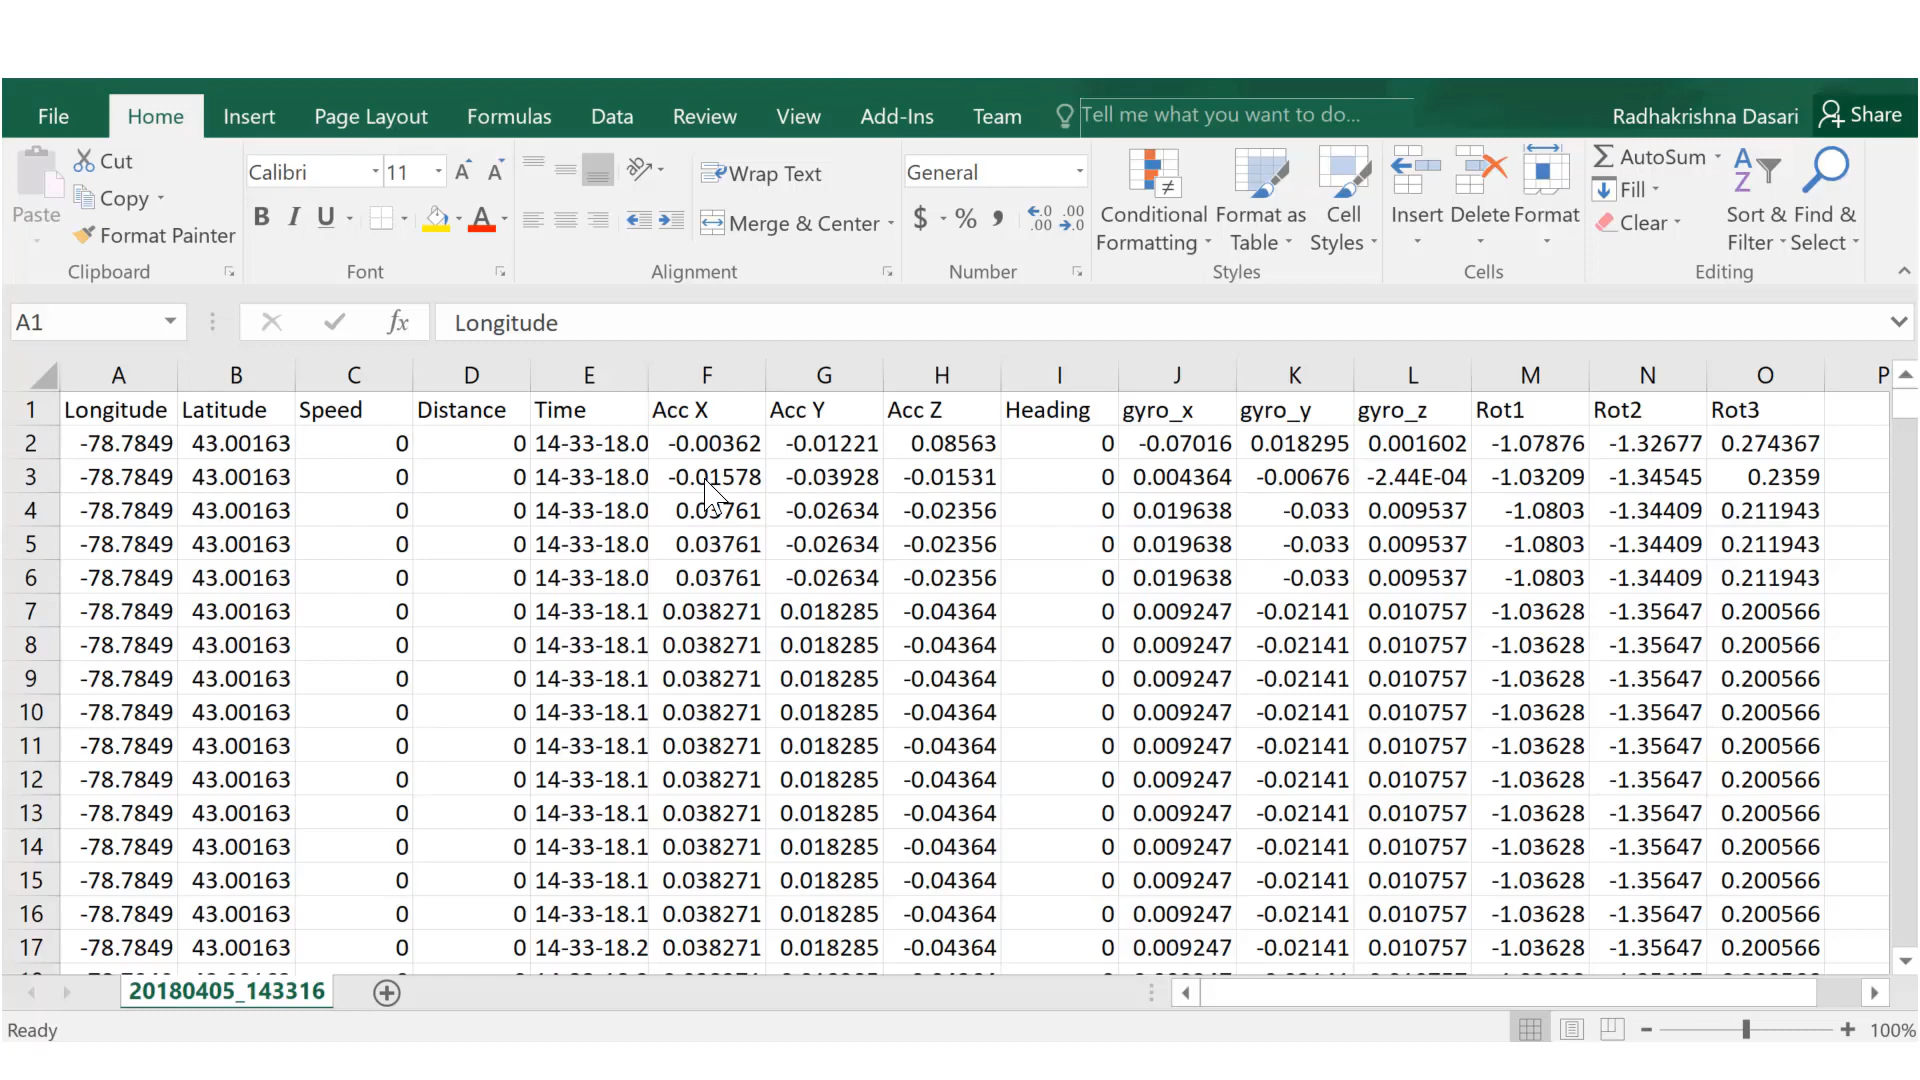 File Home Insert Page Layout Formulas Data Review View Add-Ins Team Tell me what you want to do... Radhakrishna Dasari Share
Paste
Cut
Copy
Format Painter
Clipboard
Calibri 11 A A
B I U A
Font
Wrap Text
Merge & Center
Alignment
General
$ % , .0 .00 .00 .0
Number
Conditional Formatting
Format as Table
Cell Styles
Styles
Insert Delete Format
Cells
AutoSum
Fill
Clear
Sort & Filter
Find & Select
Editing
A1 fx Longitude
A B C D E F G H I J K L M N O P
1 Longitude Latitude Speed Distance Time Acc X Acc Y Acc Z Heading gyro_x gyro_y gyro_z Rot1 Rot2 Rot3
2 -78.7849 43.00163 0 0 14-33-18.0 -0.00362 -0.01221 0.08563 0 -0.07016 0.018295 0.001602 -1.07876 -1.32677 0.274367
3 -78.7849 43.00163 0 0 14-33-18.0 -0.01578 -0.03928 -0.01531 0 0.004364 -0.00676 -2.44E-04 -1.03209 -1.34545 0.2359
4 -78.7849 43.00163 0 0 14-33-18.0 0.03761 -0.02634 -0.02356 0 0.019638 -0.033 0.009537 -1.0803 -1.34409 0.211943
5 -78.7849 43.00163 0 0 14-33-18.0 0.03761 -0.02634 -0.02356 0 0.019638 -0.033 0.009537 -1.0803 -1.34409 0.211943
6 -78.7849 43.00163 0 0 14-33-18.0 0.03761 -0.02634 -0.02356 0 0.019638 -0.033 0.009537 -1.0803 -1.34409 0.211943
7 -78.7849 43.00163 0 0 14-33-18.1 0.038271 0.018285 -0.04364 0 0.009247 -0.02141 0.010757 -1.03628 -1.35647 0.200566
8 -78.7849 43.00163 0 0 14-33-18.1 0.038271 0.018285 -0.04364 0 0.009247 -0.02141 0.010757 -1.03628 -1.35647 0.200566
9 -78.7849 43.00163 0 0 14-33-18.1 0.038271 0.018285 -0.04364 0 0.009247 -0.02141 0.010757 -1.03628 -1.35647 0.200566
10 -78.7849 43.00163 0 0 14-33-18.1 0.038271 0.018285 -0.04364 0 0.009247 -0.02141 0.010757 -1.03628 -1.35647 0.200566
11 -78.7849 43.00163 0 0 14-33-18.1 0.038271 0.018285 -0.04364 0 0.009247 -0.02141 0.010757 -1.03628 -1.35647 0.200566
12 -78.7849 43.00163 0 0 14-33-18.1 0.038271 0.018285 -0.04364 0 0.009247 -0.02141 0.010757 -1.03628 -1.35647 0.200566
13 -78.7849 43.00163 0 0 14-33-18.1 0.038271 0.018285 -0.04364 0 0.009247 -0.02141 0.010757 -1.03628 -1.35647 0.200566
14 -78.7849 43.00163 0 0 14-33-18.1 0.038271 0.018285 -0.04364 0 0.009247 -0.02141 0.010757 -1.03628 -1.35647 0.200566
15 -78.7849 43.00163 0 0 14-33-18.1 0.038271 0.018285 -0.04364 0 0.009247 -0.02141 0.010757 -1.03628 -1.35647 0.200566
16 -78.7849 43.00163 0 0 14-33-18.1 0.038271 0.018285 -0.04364 0 0.009247 -0.02141 0.010757 -1.03628 -1.35647 0.200566
17 -78.7849 43.00163 0 0 14-33-18.2 0.038271 0.018285 -0.04364 0 0.009247 -0.02141 0.010757 -1.03628 -1.35647 0.200566
20180405_143316
Ready 100%